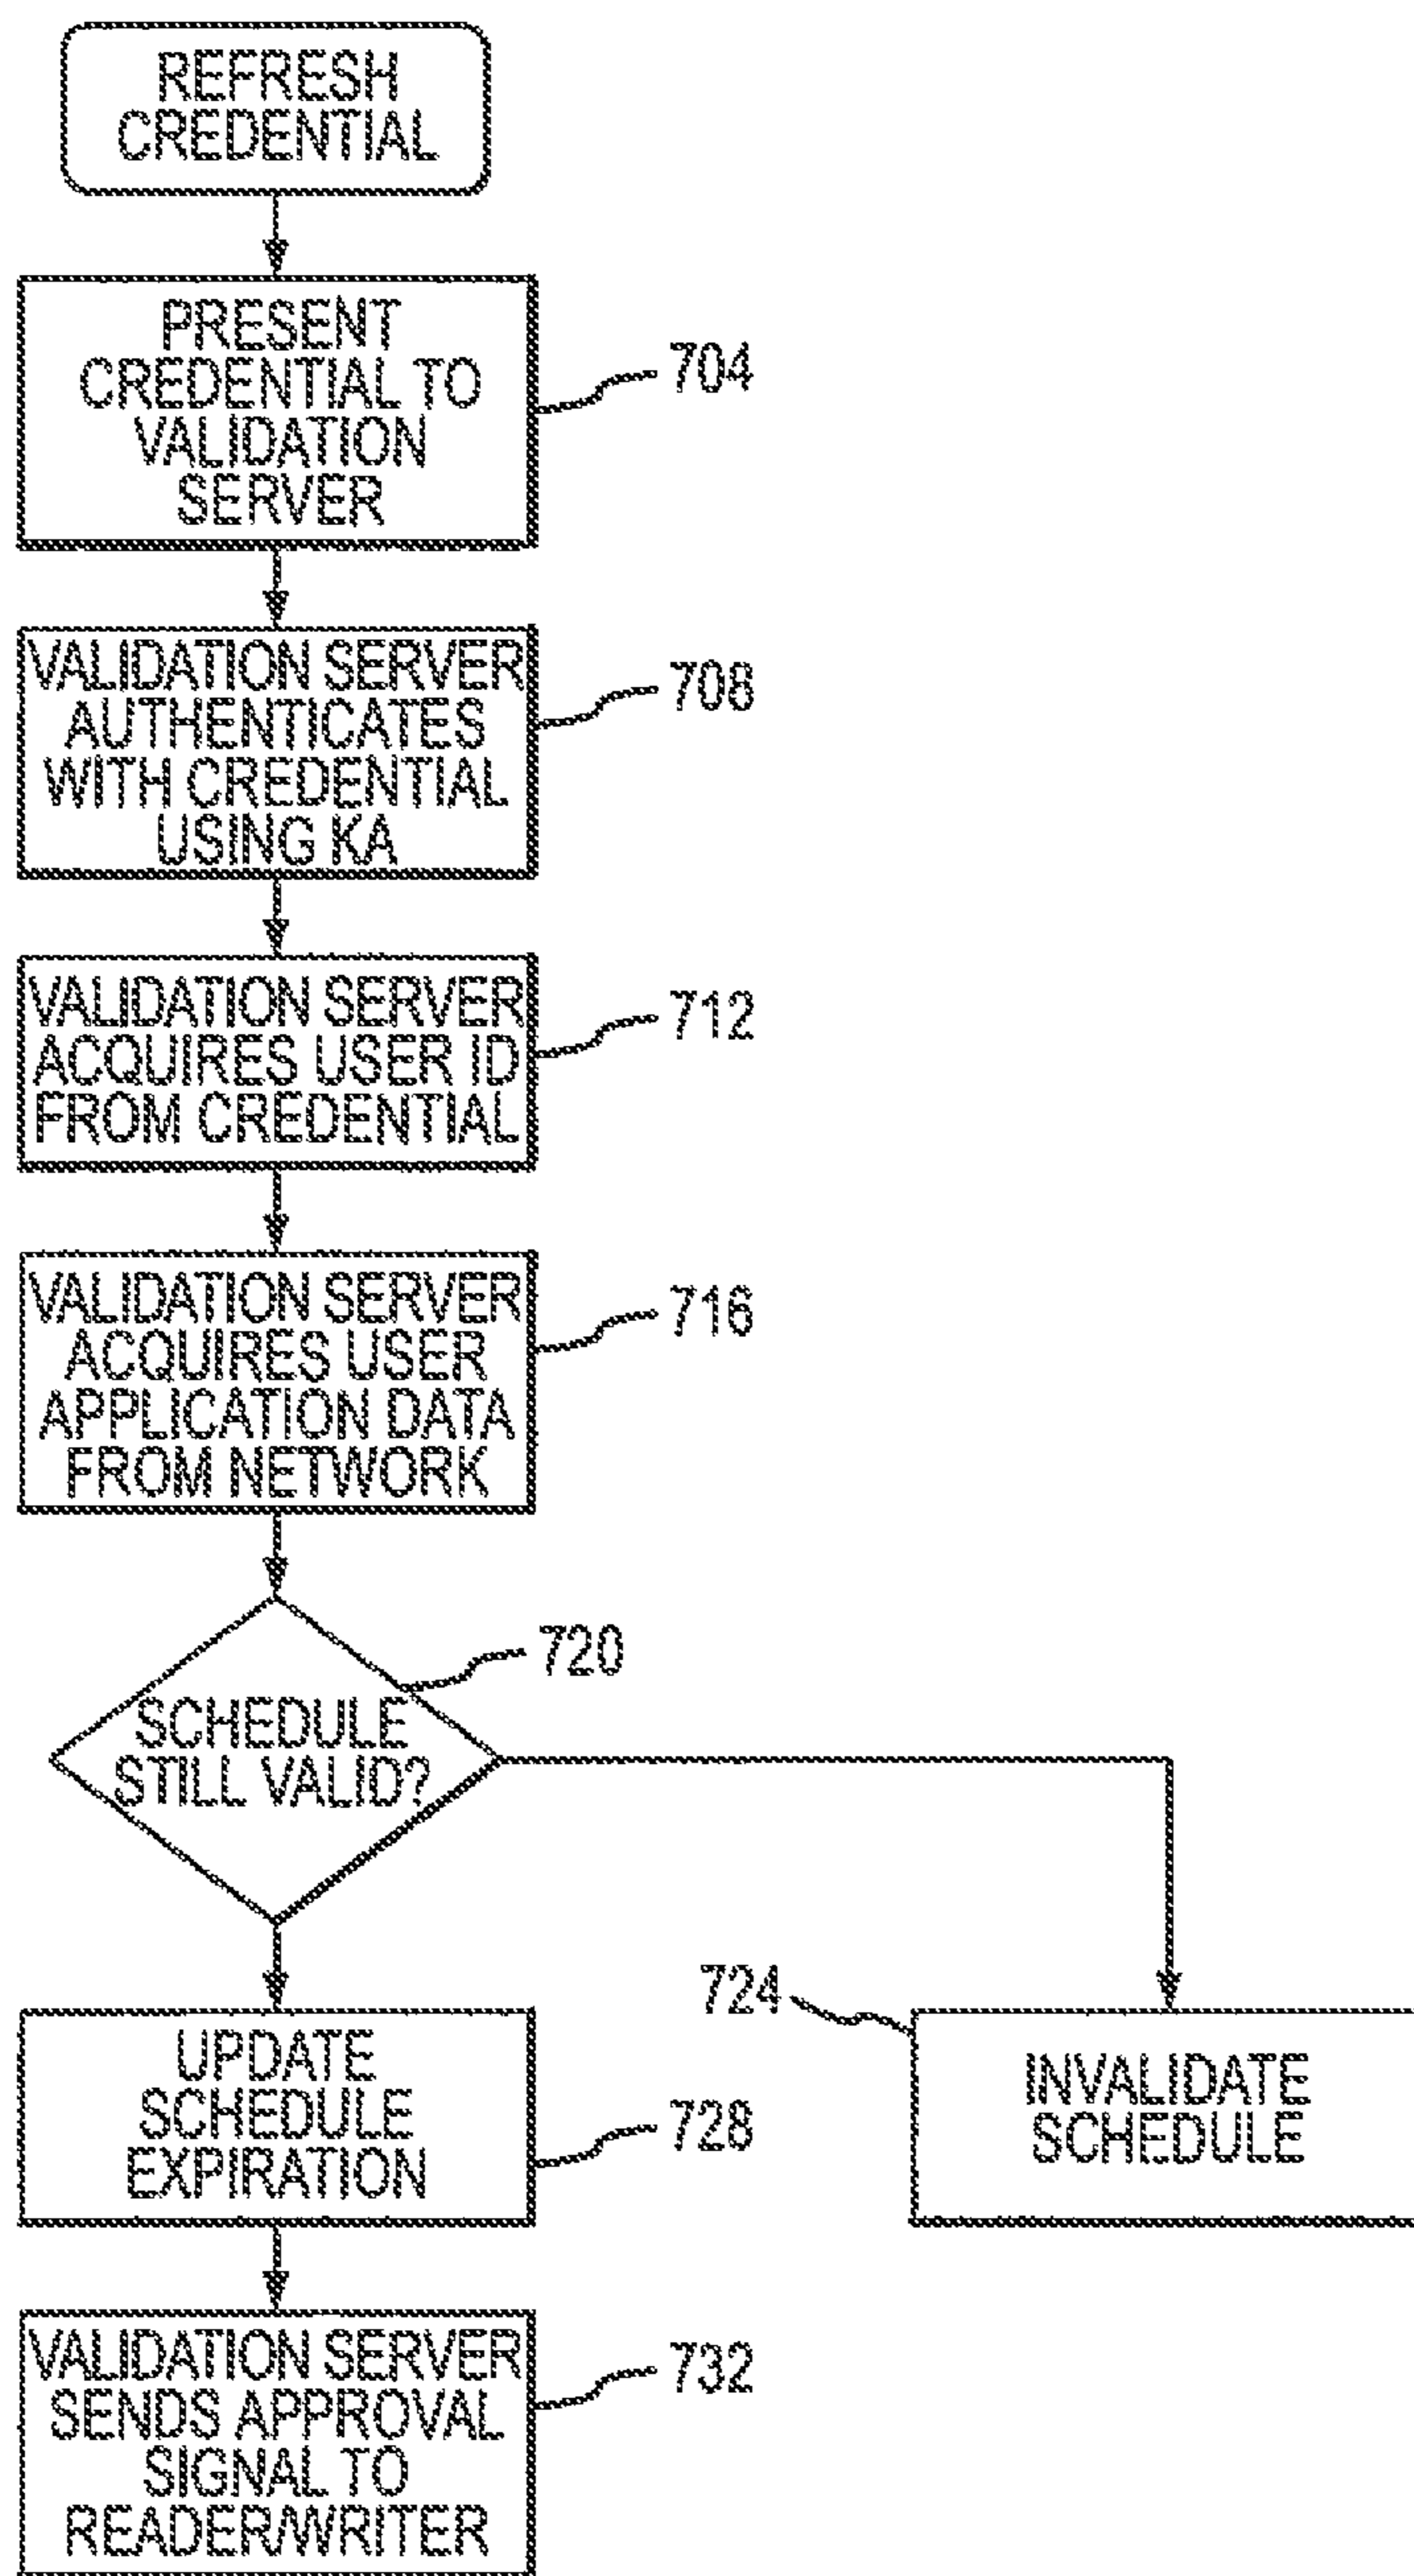 REFRESH
CREDENTIAL
PRESENT
CREDENTIAL TO
VALIDATION
SERVER
704
VALIDATION SERVER
AUTHENTICATES
WITH CREDENTIAL
USING KA
708
VALIDATION SERVER
ACQUIRES USER ID
FROM CREDENTIAL
712
VALIDATION SERVER
ACQUIRES USER
APPLICATION DATA
FROM NETWORK
716
720
SCHEDULE
STILL VALID?
724
INVALIDATE
SCHEDULE
UPDATE
SCHEDULE
EXPIRATION
728
VALIDATION SERVER
SENDS APPROVAL
SIGNAL TO
READER/WRITER
732